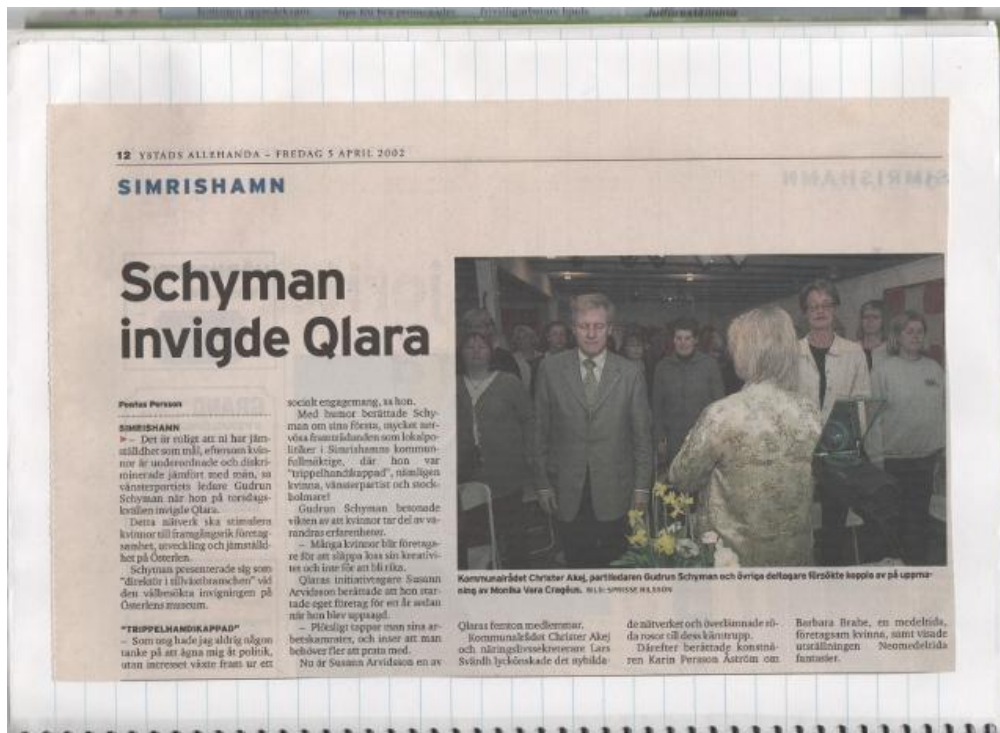 12 YSTADS ALLEHANDA – FREDAG 5 APRIL 2002
SIMRISHAMN
Schyman
invigde Qlara
Pontus Persson
SIMRISHAMN
– Det är roligt att ni har jäm-
ställdhet som mål, eftersom kvin-
nor är underordnade och diskri-
minerade jämfört med män, sa
vänsterpartiets ledare Gudrun
Schyman när hon på torsdags-
kvällen invigde Qlara.
Detta nätverk ska stimulera
kvinnor till framgångsrik företag-
samhet, utveckling och jämställd-
het på Österlen.
Schyman presenterade sig som
"direktör i tillväxtbranschen" vid
den välbesökta invigningen på
Österlens museum.
"TRIPPELHANDIKAPPAD"
– Som ung hade jag aldrig någon
tanke på att ägna mig åt politik,
utan intresset växte fram ur ett
socialt engagemang, sa hon.
Med humor berättade Schy-
man om sina första, mycket ner-
vösa framträdanden som lokalpo-
litiker i Simrishamns kommun-
fullmäktige, där hon var
"trippelhandikappad", nämligen
kvinna, vänsterpartist och stock-
holmare!
Gudrun Schyman betonade
vikten av att kvinnor tar del av va-
randras erfarenheter.
– Många kvinnor blir företaga-
re för att släppa loss sin kreativi-
tet och inte för att bli rika.
Qlaras initiativtagare Susann
Arvidsson berättade att hon star-
tade eget företag för ett år sedan
när hon blev uppsagd.
– Plötsligt tappar man sina ar-
betskamrater, och inser att man
behöver fler att prata med.
Nu är Susann Arvidsson en av
Kommunalrådet Christer Akej, partiledaren Gudrun Schyman och övriga deltagare försökte koppla av på uppma-
ning av Monika Vera Cragéus. BILD: NILSSON
Qlaras femton medlemmar.
Kommunalrådet Christer Akej
och näringslivssekreterare Lars
Svärdh lyckönskade det nybilda-
de nätverket och överlämnade rö-
da rosor till dess kärntrupp.
Därefter berättade konstnä-
ren Karin Persson Åström om
Barbara Brahe, en medeltida,
företagsam kvinna, samt visade
utställningen Neomedeltida
fantasier.